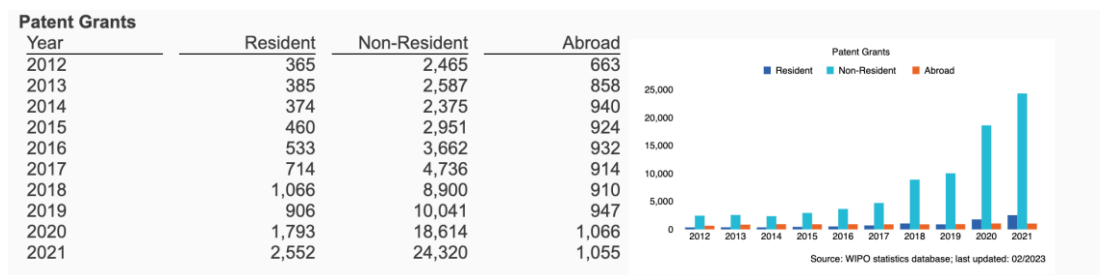 Patent Grants
Year Resident Non-Resident Abroad
2012 365 2,465 663
2013 385 2,587 858
2014 374 2,375 940
2015 460 2,951 924
2016 533 3,662 932
2017 714 4,736 914
2018 1,066 8,900 910
2019 906 10,041 947
2020 1,793 18,614 1,066
2021 2,552 24,320 1,055
Patent Grants
Resident Non-Resident Abroad
25,000
20,000
15,000
10,000
5,000
0
2012 2013 2014 2015 2016 2017 2018 2019 2020 2021
Source: WIPO statistics database; last updated: 02/2023